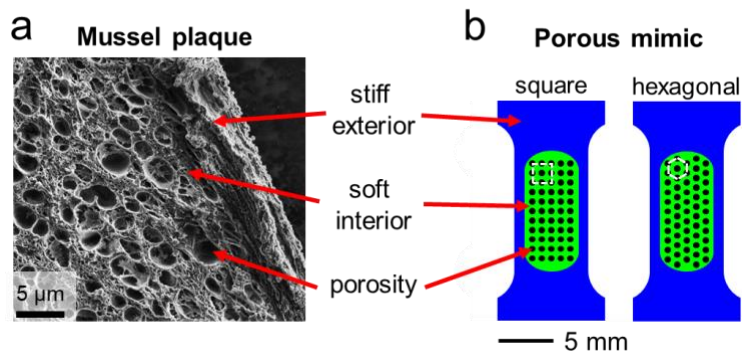 a
Mussel plaque
5 µm
stiff
exterior
soft
interior
porosity
b
Porous mimic
square
hexagonal
5 mm